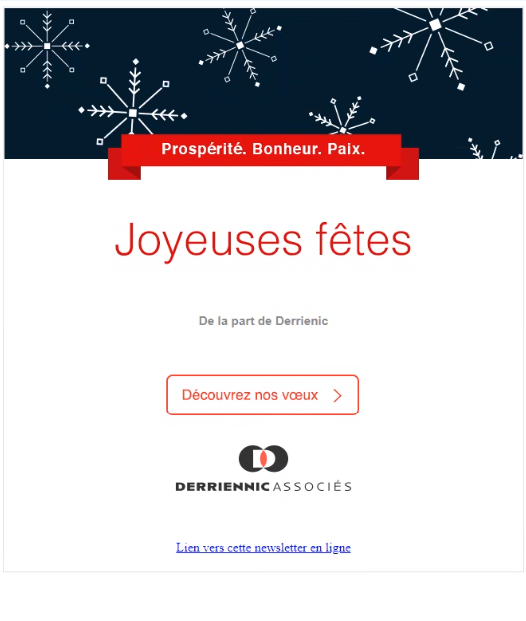 Prospérité. Bonheur. Paix.
Joyeuses fêtes
De la part de Derrienic
Découvrez nos vœux
DERRIENNIC ASSOCIÉS
Lien vers cette newsletter en ligne